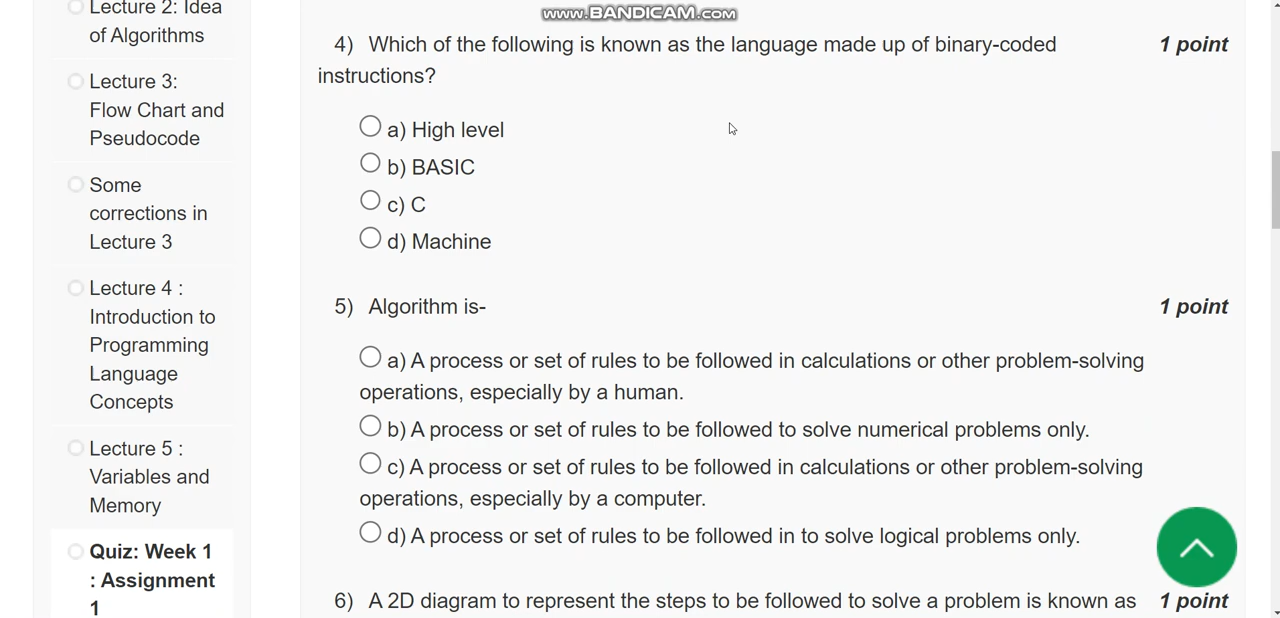 www.BANDICAM.com
Lecture 2: Idea
of Algorithms
Lecture 3:
Flow Chart and
Pseudocode
Some
corrections in
Lecture 3
Lecture 4 :
Introduction to
Programming
Language
Concepts
Lecture 5 :
Variables and
Memory
Quiz: Week 1
: Assignment
1
4) Which of the following is known as the language made up of binary-coded 1 point
instructions?
a) High level
b) BASIC
c) C
d) Machine
5) Algorithm is- 1 point
a) A process or set of rules to be followed in calculations or other problem-solving
operations, especially by a human.
b) A process or set of rules to be followed to solve numerical problems only.
c) A process or set of rules to be followed in calculations or other problem-solving
operations, especially by a computer.
d) A process or set of rules to be followed in to solve logical problems only.
6) A 2D diagram to represent the steps to be followed to solve a problem is known as 1 point